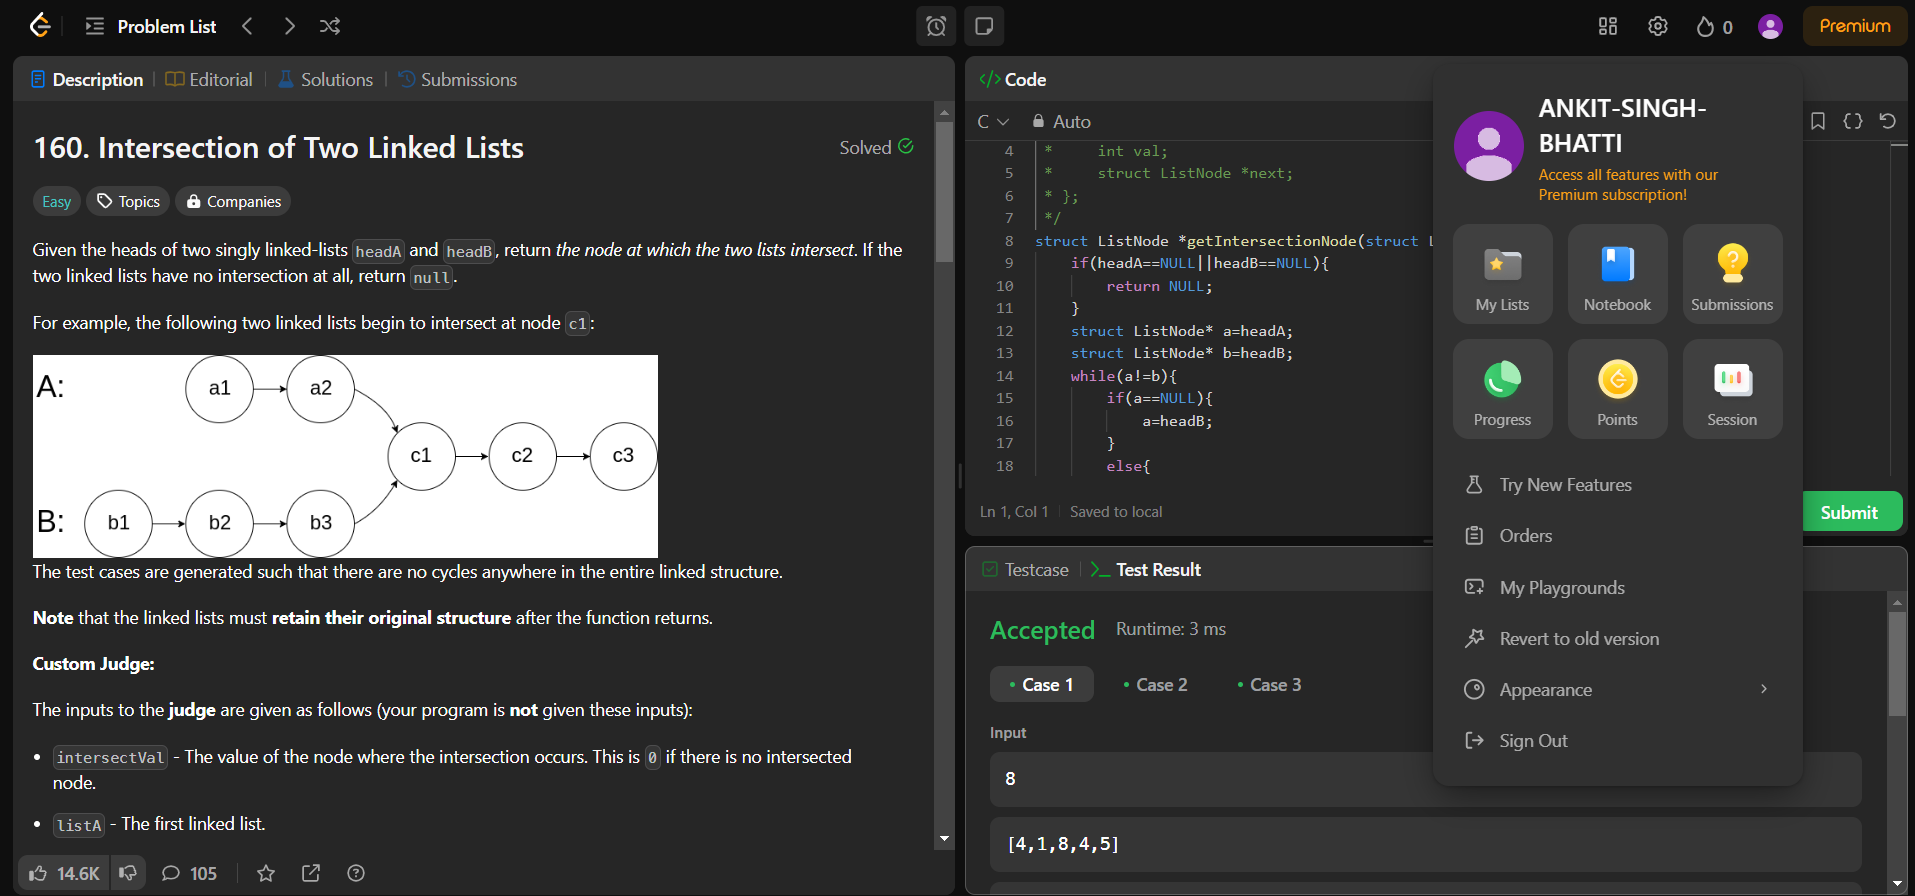 Problem List
0
Premium
Description
Editorial
Solutions
Submissions
160. Intersection of Two Linked Lists
Solved
Easy
Topics
Companies
Given the heads of two singly linked-lists headA and headB, return the node at which the two lists intersect. If the
two linked lists have no intersection at all, return null.
For example, the following two linked lists begin to intersect at node c1:
A:
a1
a2
c1
c2
c3
B:
b1
b2
b3
The test cases are generated such that there are no cycles anywhere in the entire linked structure.
Note that the linked lists must retain their original structure after the function returns.
Custom Judge:
The inputs to the judge are given as follows (your program is not given these inputs):
• intersectVal - The value of the node where the intersection occurs. This is 0 if there is no intersected
node.
• listA - The first linked list.
14.6K
105
</> Code
C
Auto
4 * int val;
5 * struct ListNode *next;
6 * };
7 */
8 struct ListNode *getIntersectionNode(struct L
9 if(headA==NULL||headB==NULL){
10 return NULL;
11 }
12 struct ListNode* a=headA;
13 struct ListNode* b=headB;
14 while(a!=b){
15 if(a==NULL){
16 a=headB;
17 }
18 else{
Ln 1, Col 1
Saved to local
Submit
Testcase
>_ Test Result
Accepted
Runtime: 3 ms
• Case 1
• Case 2
• Case 3
Input
8
[4,1,8,4,5]
ANKIT-SINGH-
BHATTI
Access all features with our
Premium subscription!
My Lists
Notebook
Submissions
Progress
Points
Session
Try New Features
Orders
My Playgrounds
Revert to old version
Appearance
Sign Out